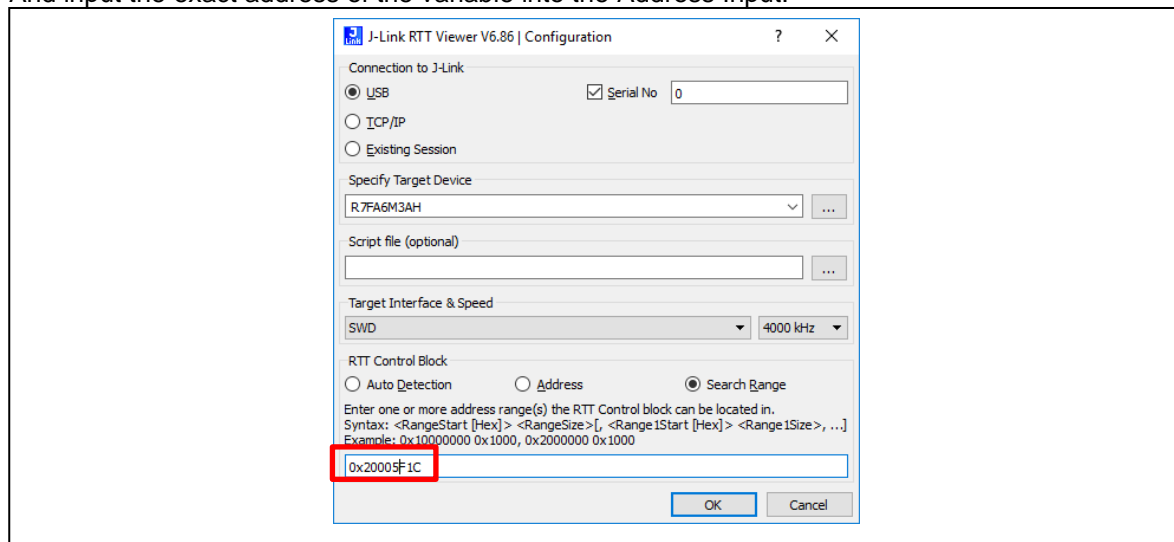 And input the exact address of the variable into the Address Input.
J-Link RTT Viewer V6.86 | Configuration ? ×
Connection to J-Link
USB Serial No 0
TCP/IP
Existing Session
Specify Target Device
R7FA6M3AH ...
Script file (optional)
...
Target Interface & Speed
SWD 4000 kHz
RTT Control Block
Auto Detection Address Search Range
Enter one or more address range(s) the RTT Control block can be located in.
Syntax: <RangeStart [Hex]> <RangeSize>[, <Range1Start [Hex]> <Range1Size>, ...]
Example: 0x10000000 0x1000, 0x2000000 0x1000
0x20005F1C
OK Cancel